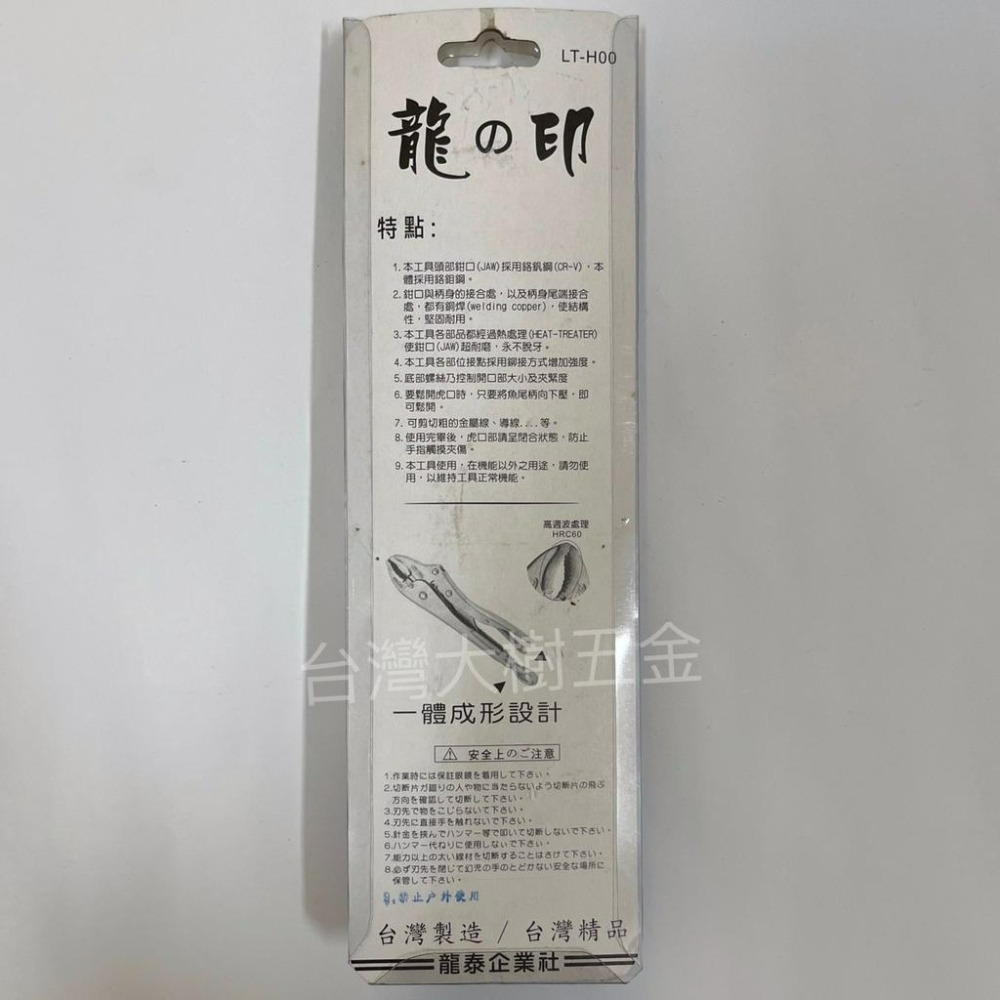 LT-H00
龍の印
特點:
1. 本工具頭部鉗口(JAW)採用鉻釩鋼(CR-V),本
體採用鉻鉬鋼。
2. 鉗口與柄身的接合處,以及柄身尾端接合
處,都有銅焊(welding copper),使結構
性,堅固耐用。
3. 本工具各部品都經過熱處理(HEAT-TREATER)
使鉗口(JAW)超耐磨,永不脫牙。
4. 本工具各部位接點採用鉚接方式增加強度。
5. 底部螺絲乃控制開口部大小及夾緊度
6. 要鬆開虎口時,只要將魚尾柄向下壓,即
可鬆開。
7. 可剪切粗的金屬線、導線...等。
8. 使用完畢後,虎口部請呈閉合狀態,防止
手指觸摸夾傷。
9. 本工具使用,在機能以外之用途,請勿使
用,以維持工具正常機能。
高週波處理
HRC60
台灣大樹五金
一體成形設計
⚠ 安全上のご注意
1.作業時には保註眼鏡を着用して下さい。
2.切断片が廻りの人や物に当たらないよう切断片の飛ぶ
方向を確認して切断して下さい。
3.刃先で物をこじらないで下さい。
4.刃先に直接手を触れないで下さい。
5.針金を挟んでハンマー等で叩いて切断しないで下さい。
6.ハンマー代ねりに使用しないで下さい。
7.能力以上の太い線材を切断することはさけて下さい。
8.必ず刃先を閉じて幻児の手のとどかない安全な場所に
保管して下さい。
9.禁止户外使用
台灣製造 / 台灣精品
龍泰企業社